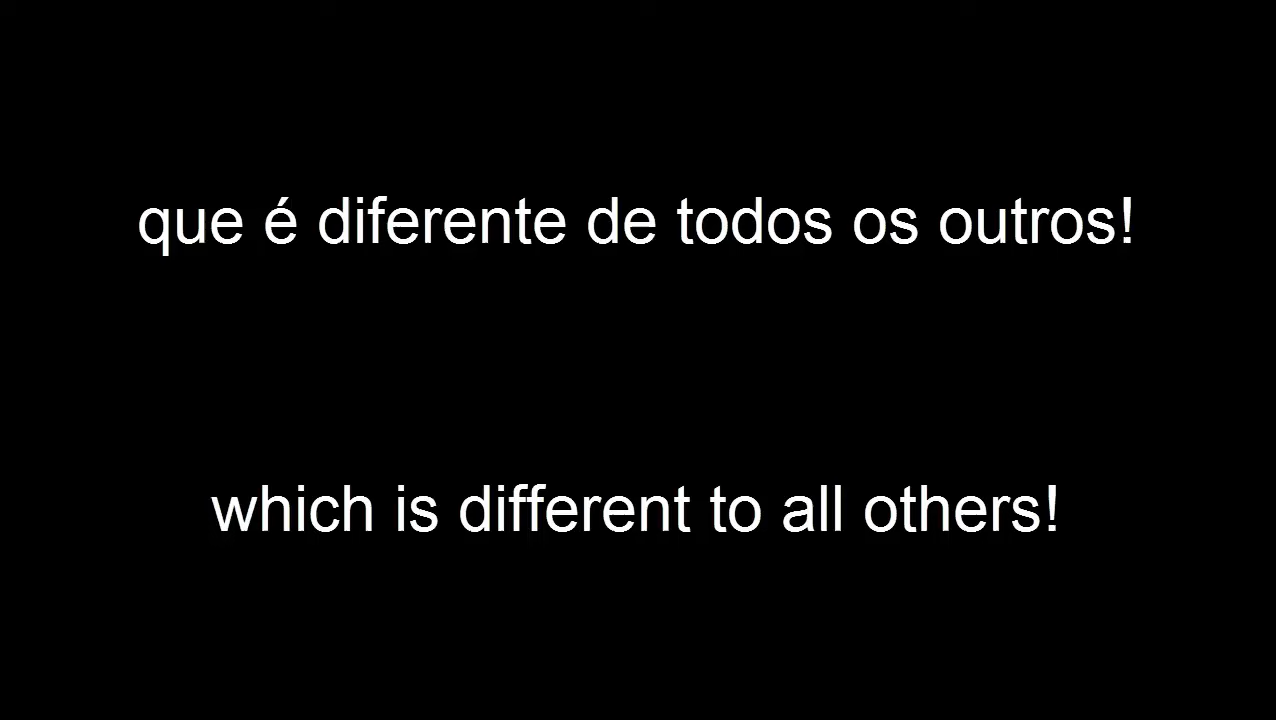 que é diferente de todos os outros!
which is different to all others!